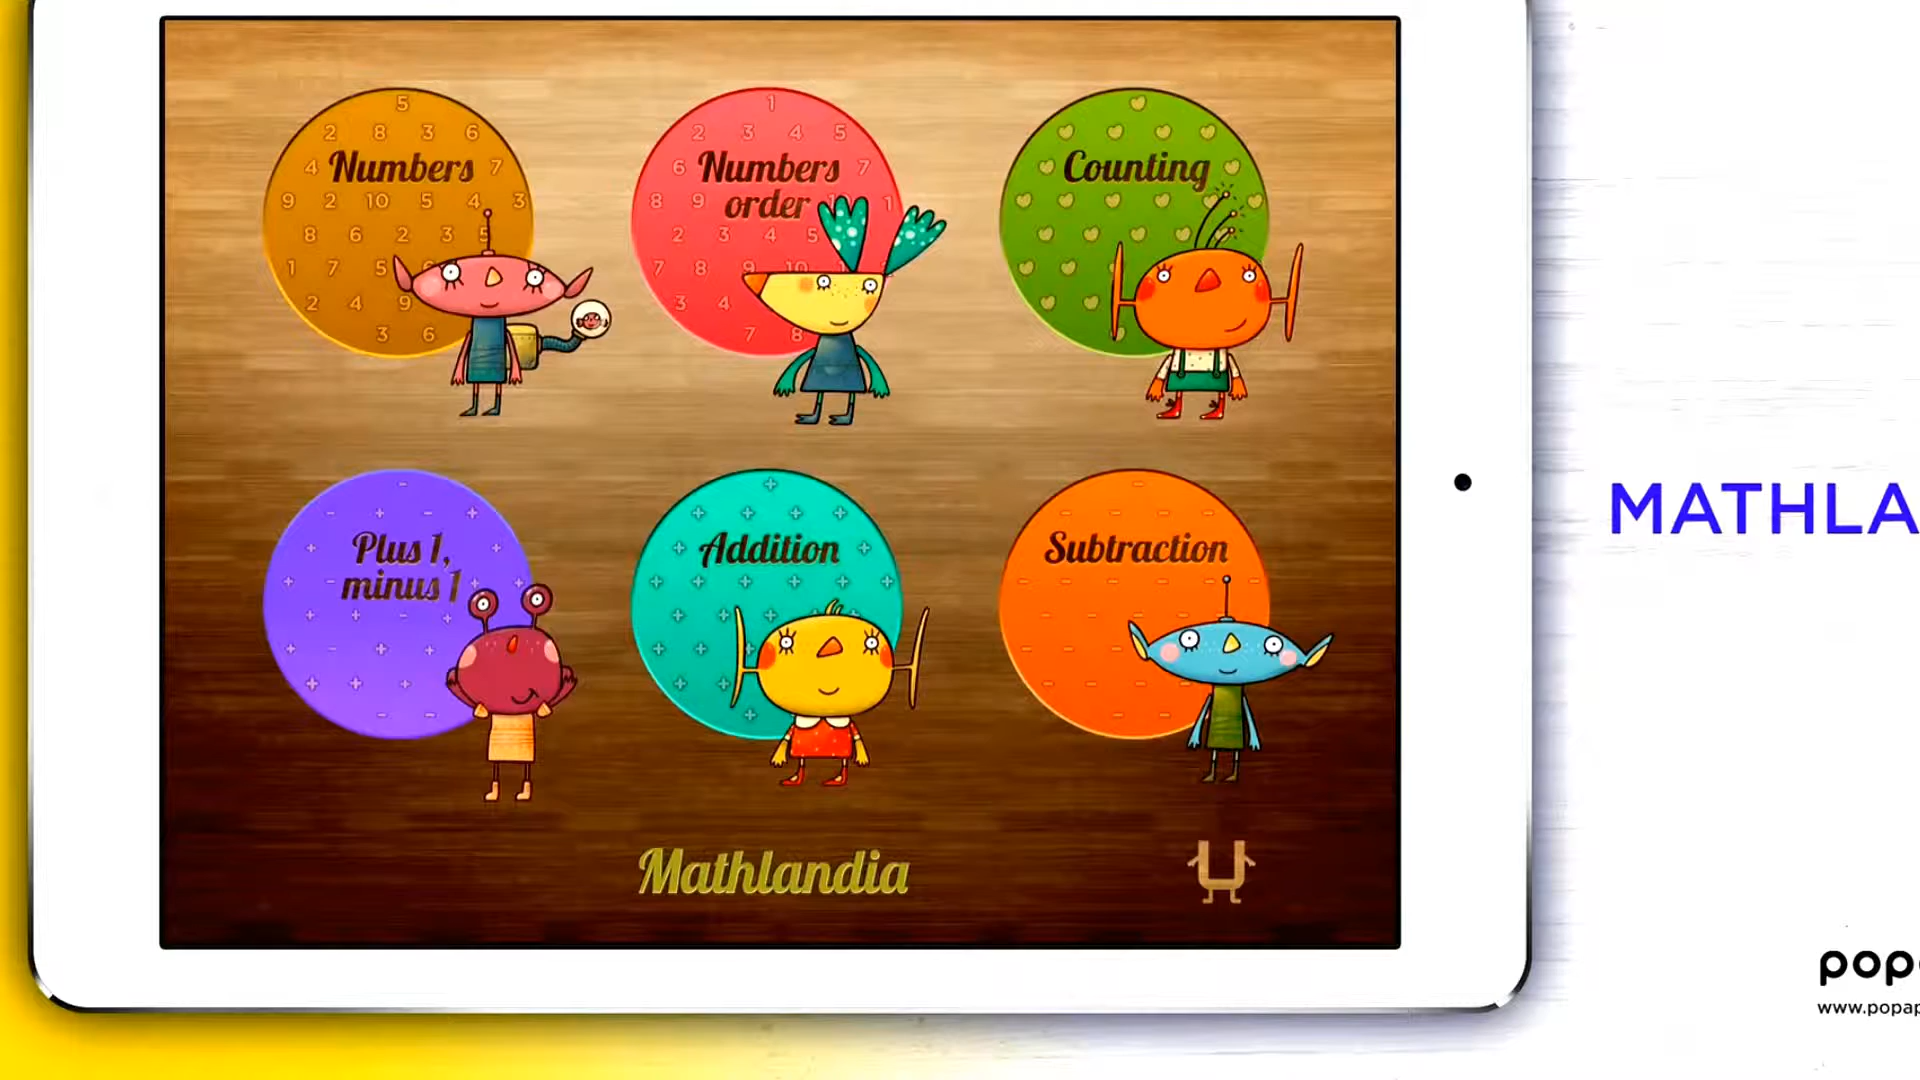 Numbers
Numbers
order
Counting
Plus 1,
minus 1
Addition
Subtraction
Mathlandia
MATHLA
pop
www.popap